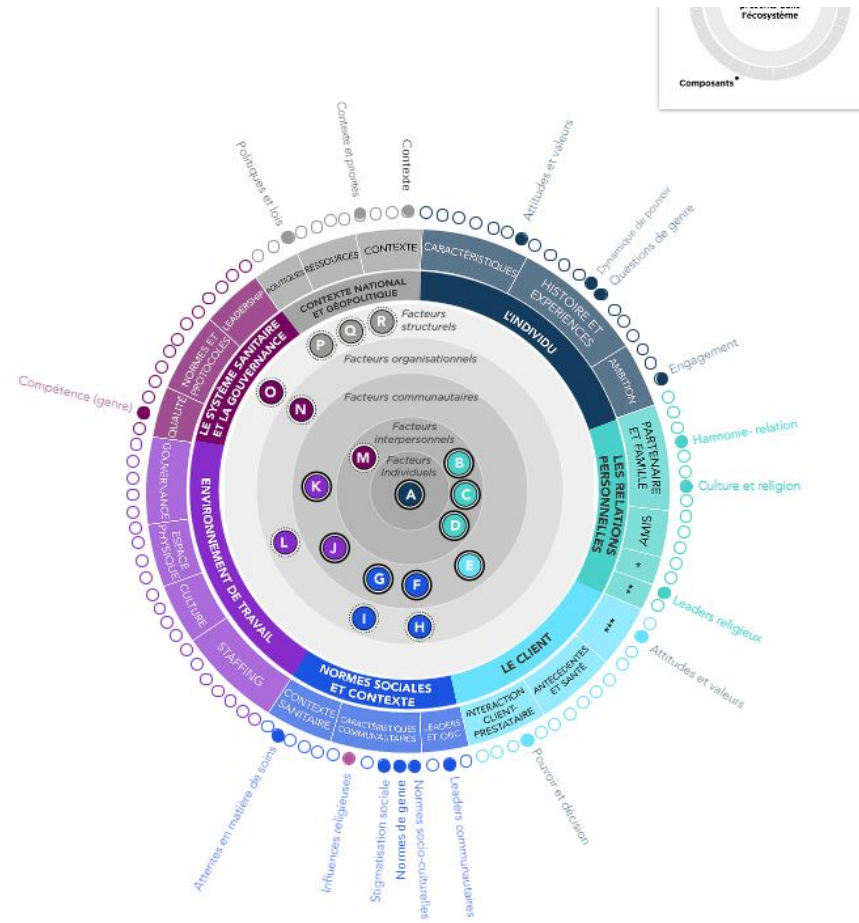 l'écosystème
Composants
Contexte
Contexte et priorités
Politiques et lois
Attitudes et valeurs
Dynamique de pouvoir
Questions de genre
Engagement
Harmonie- relation
Culture et religion
Leaders religieux
Attitudes et valeurs
Pouvoir et décision
Leaders communautaires
Normes socio-culturelles
Normes de genre
Stigmatisation sociale
Influences religieuses
Attentes en matière de soins
Compétence (genre)
POLITIQUES
RESSOURCES
CONTEXTE
CARACTÉRISTIQUES
HISTOIRE ET
EXPÉRIENCES
AMBITION
PARTENAIRE
ET FAMILLE
AMIS
*
**
***
ANTÉCÉDENTES
ET SANTÉ
INTERACTION
CLIENT-
PRESTATAIRE
LEADERS
ET OBC
CARACTÉRISTIQUES
COMMUNAUTAIRES
CONTEXTE
SANITAIRE
STAFFING
CULTURE
ESPACE
PHYSIQUE
GOUVERNANCE
QUALITÉ
NORMES ET
PROTOCOLES
LEADERSHIP
CONTEXTE NATIONAL
ET GÉOPOLITIQUE
L'INDIVIDU
LES RELATIONS
PERSONNELLES
LE CLIENT
NORMES SOCIALES
ET CONTEXTE
ENVIRONNEMENT DE TRAVAIL
LE SYSTÈME SANITAIRE
ET LA GOUVERNANCE
Facteurs
structurels
Facteurs organisationnels
Facteurs communautaires
Facteurs
interpersonnels
Facteurs
Individuels
R
Q
P
O
N
M
B
K
A
C
D
L
J
E
G
F
I
H